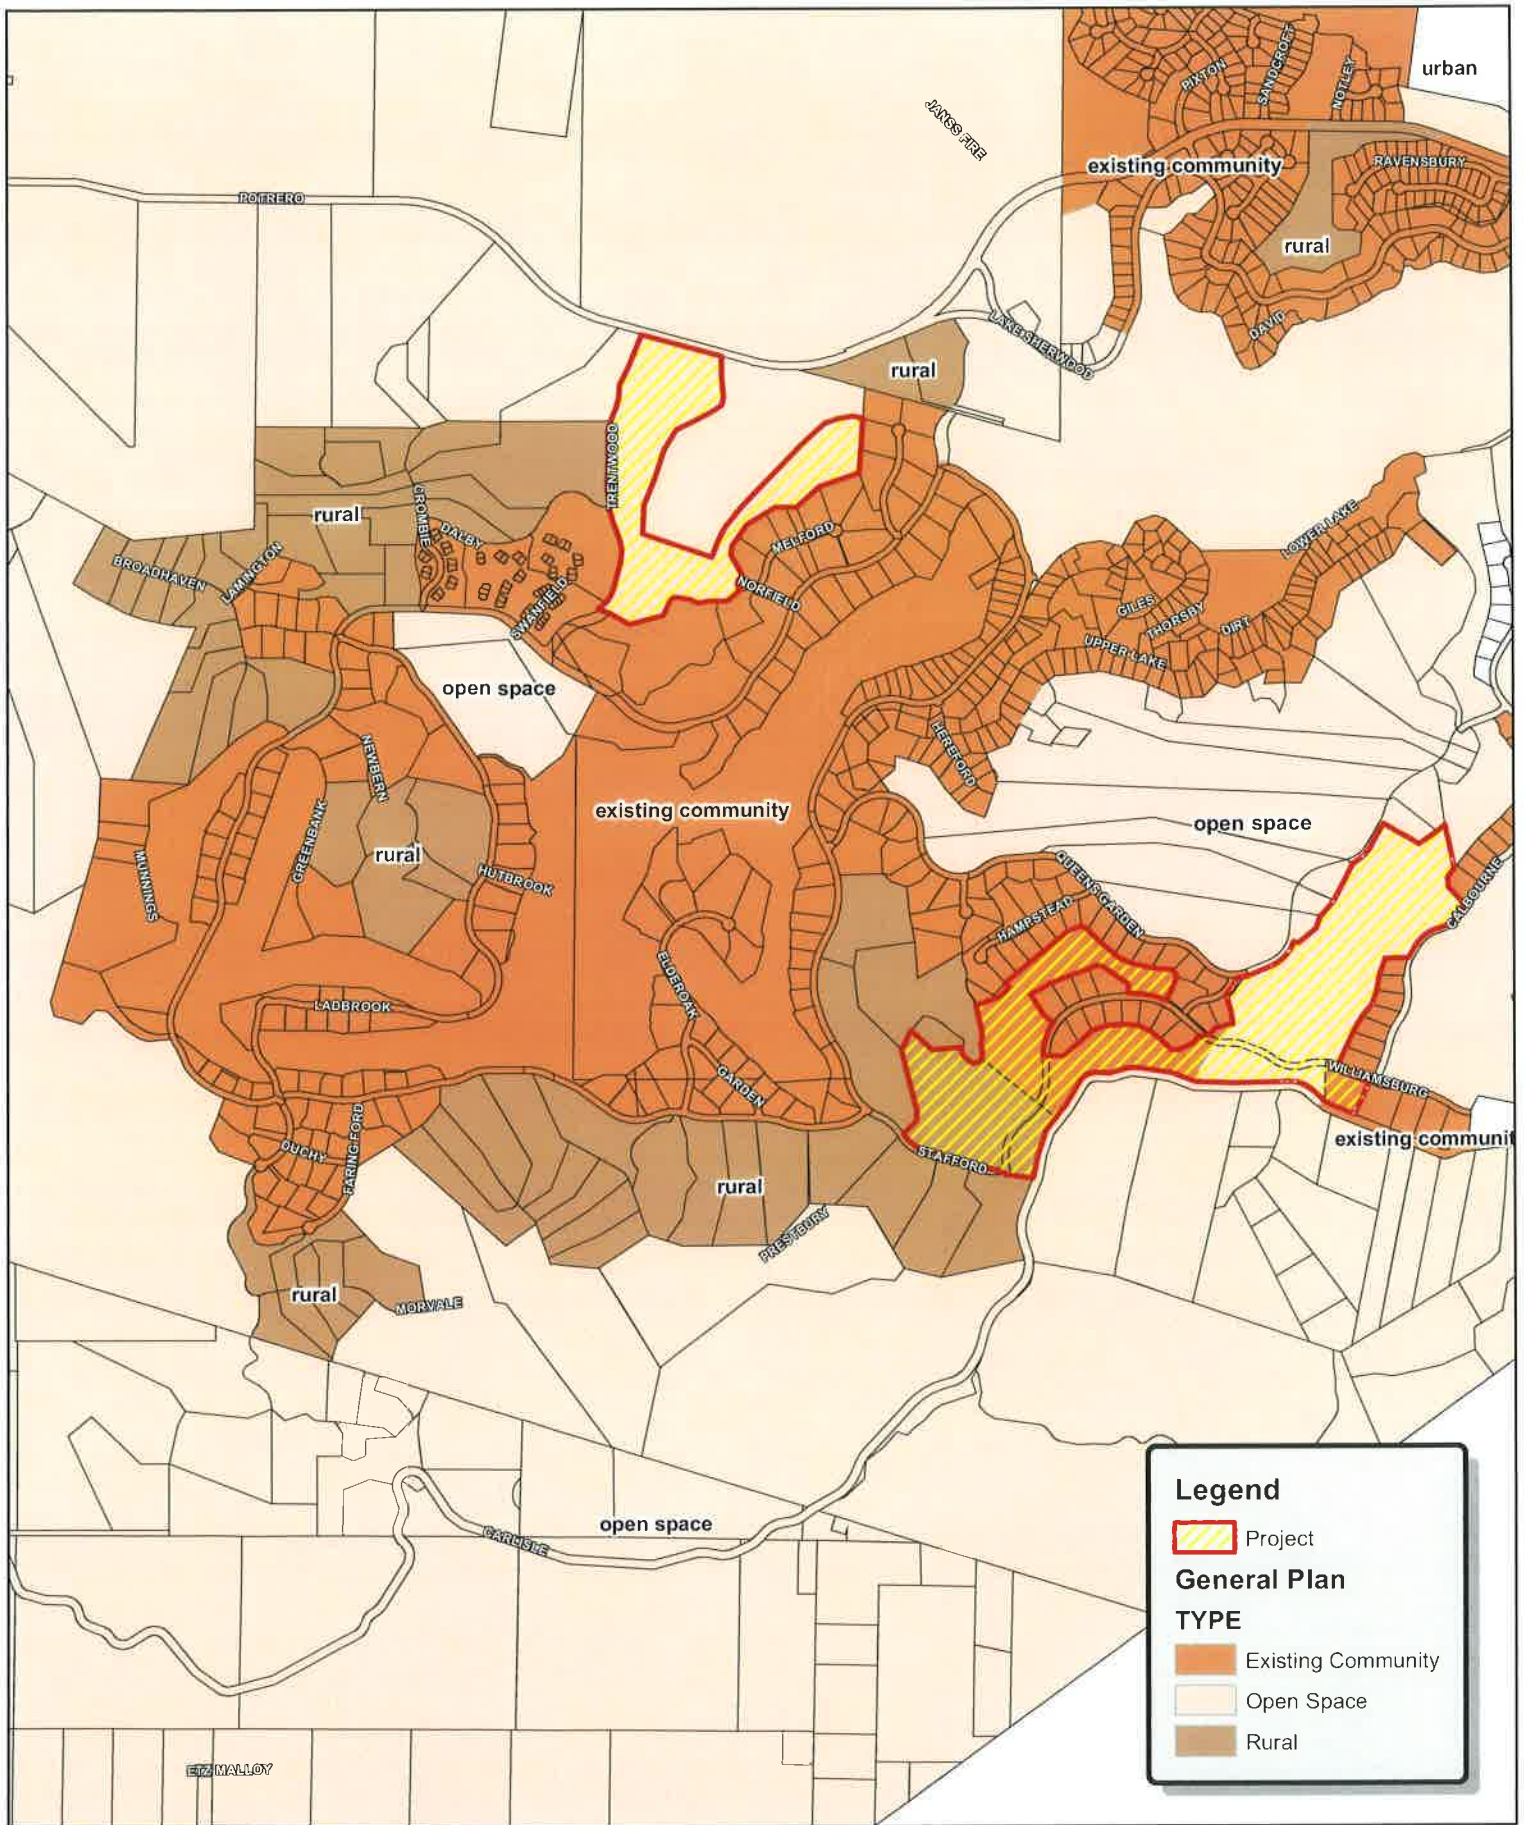 PIXTON
SANDCROFT
NOTLEY
urban
JANSS FIRE
existing community
RAVENSBURY
POTRERO
rural
LAKE SHERWOOD
DAVID
rural
TRENTWOOD
CROMBIE
DALBY
rural
MELFORD
LOWER LAKE
BROADHAVEN
LAMINGTON
SWANFIELD
NORFIELD
GILES
THORSBY
DIRT
UPPER LAKE
open space
NEWBERN
HEREFORD
existing community
open space
GREENBANK
rural
MUNNINGS
HUTBROOK
QUEENS GARDEN
CALBOURNE
HAMPSTEAD
ELDEROAK
LADBROOK
GARDEN
WILLIAMSBURG
existing communit
OUCHY
FARING FORD
STAFFORD
rural
PRESTBURY
rural
MORVALE
open space
CARLISLE
ETZ MALLOY
Legend
Project
General Plan
TYPE
Existing Community
Open Space
Rural